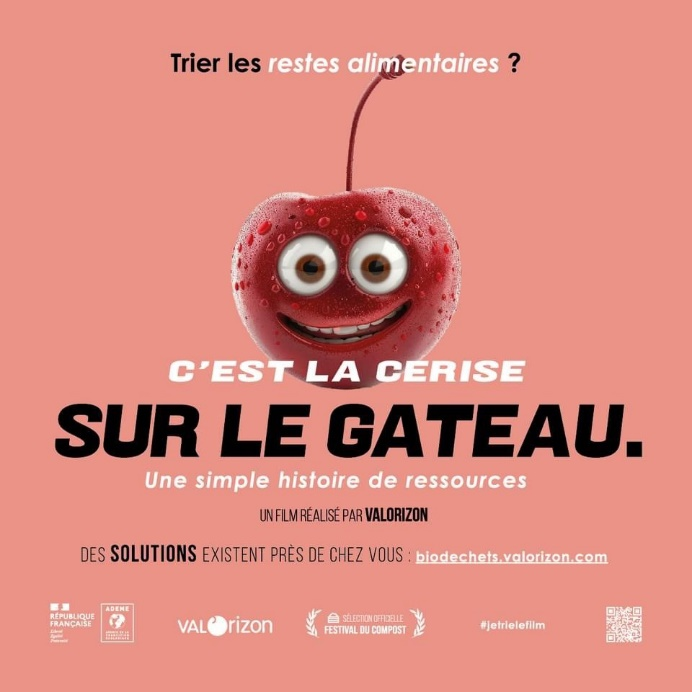 Trier les restes alimentaires ?
C'EST LA CERISE
SUR LE GATEAU.
Une simple histoire de ressources
UN FILM RÉALISÉ PAR VALORIZON
DES SOLUTIONS EXISTENT PRÈS DE CHEZ VOUS : biodechets.valorizon.com
RÉPUBLIQUE
FRANÇAISE
Liberté
Égalité
Fraternité
ADEME
VALORIZON
SÉLECTION OFFICIELLE
FESTIVAL DU COMPOST
#jetrielefilm